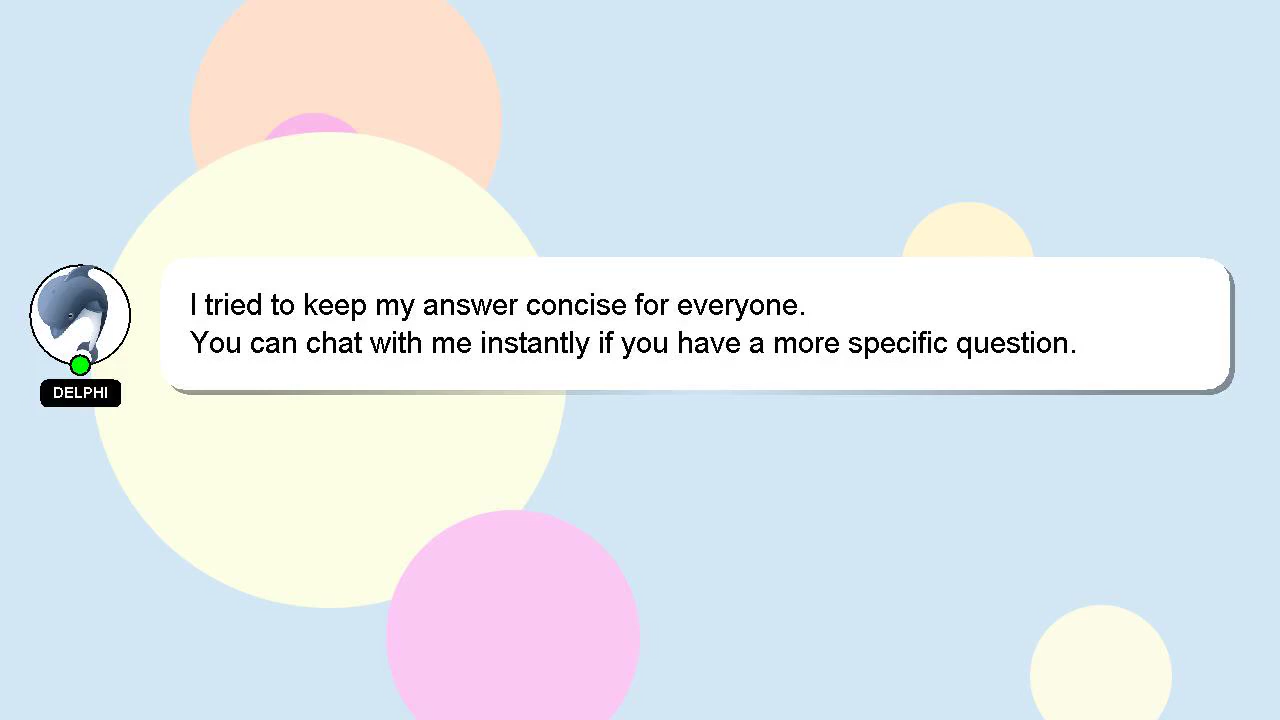 I tried to keep my answer concise for everyone.
You can chat with me instantly if you have a more specific question.
DELPHI